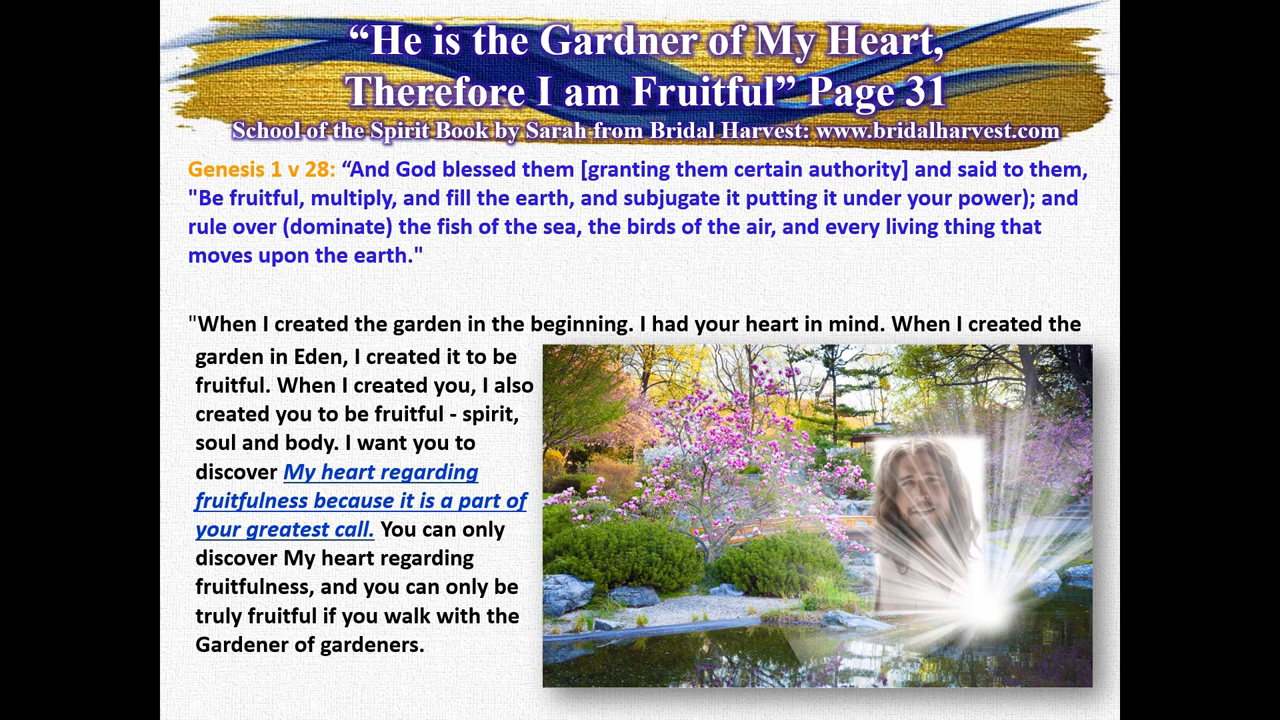 “He is the Gardner of My Heart,
Therefore I am Fruitful” Page 31
School of the Spirit Book by Sarah from Bridal Harvest: www.bridalharvest.com
Genesis 1 v 28: “And God blessed them [granting them certain authority] and said to them,
"Be fruitful, multiply, and fill the earth, and subjugate it putting it under your power); and
rule over (dominate) the fish of the sea, the birds of the air, and every living thing that
moves upon the earth."
"When I created the garden in the beginning. I had your heart in mind. When I created the
garden in Eden, I created it to be
fruitful. When I created you, I also
created you to be fruitful - spirit,
soul and body. I want you to
discover My heart regarding
fruitfulness because it is a part of
your greatest call. You can only
discover My heart regarding
fruitfulness, and you can only be
truly fruitful if you walk with the
Gardener of gardeners.